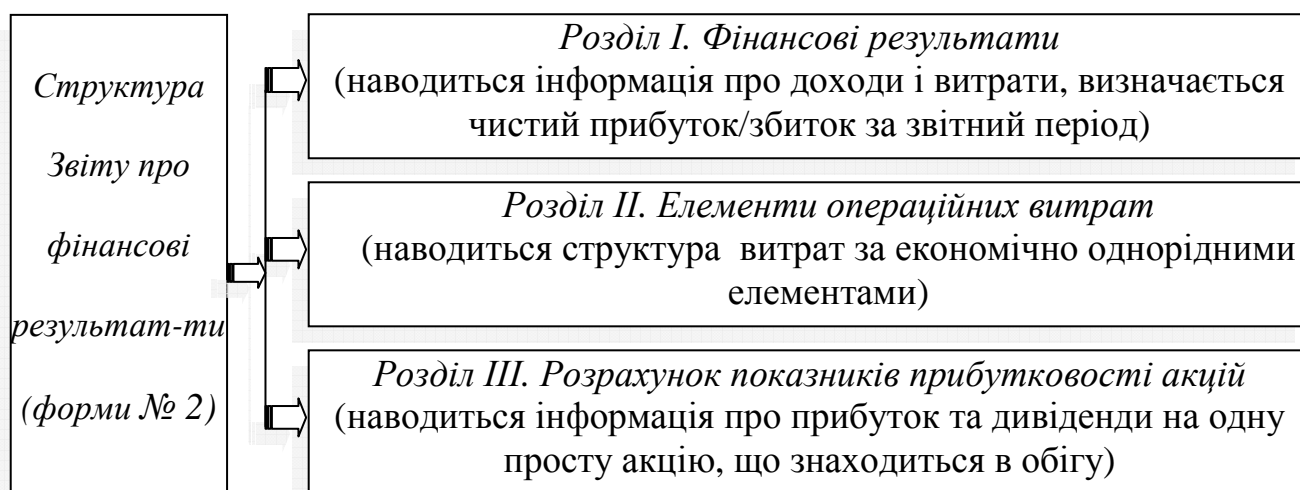 Структура
Звіту про
фінансові
результат-ти
(форми № 2)
Розділ І. Фінансові результати
(наводиться інформація про доходи і витрати, визначається
чистий прибуток/збиток за звітний період)
Розділ ІІ. Елементи операційних витрат
(наводиться структура  витрат за економічно однорідними
елементами)
Розділ ІІІ. Розрахунок показників прибутковості акцій
(наводиться інформація про прибуток та дивіденди на одну
просту акцію, що знаходиться в обігу)